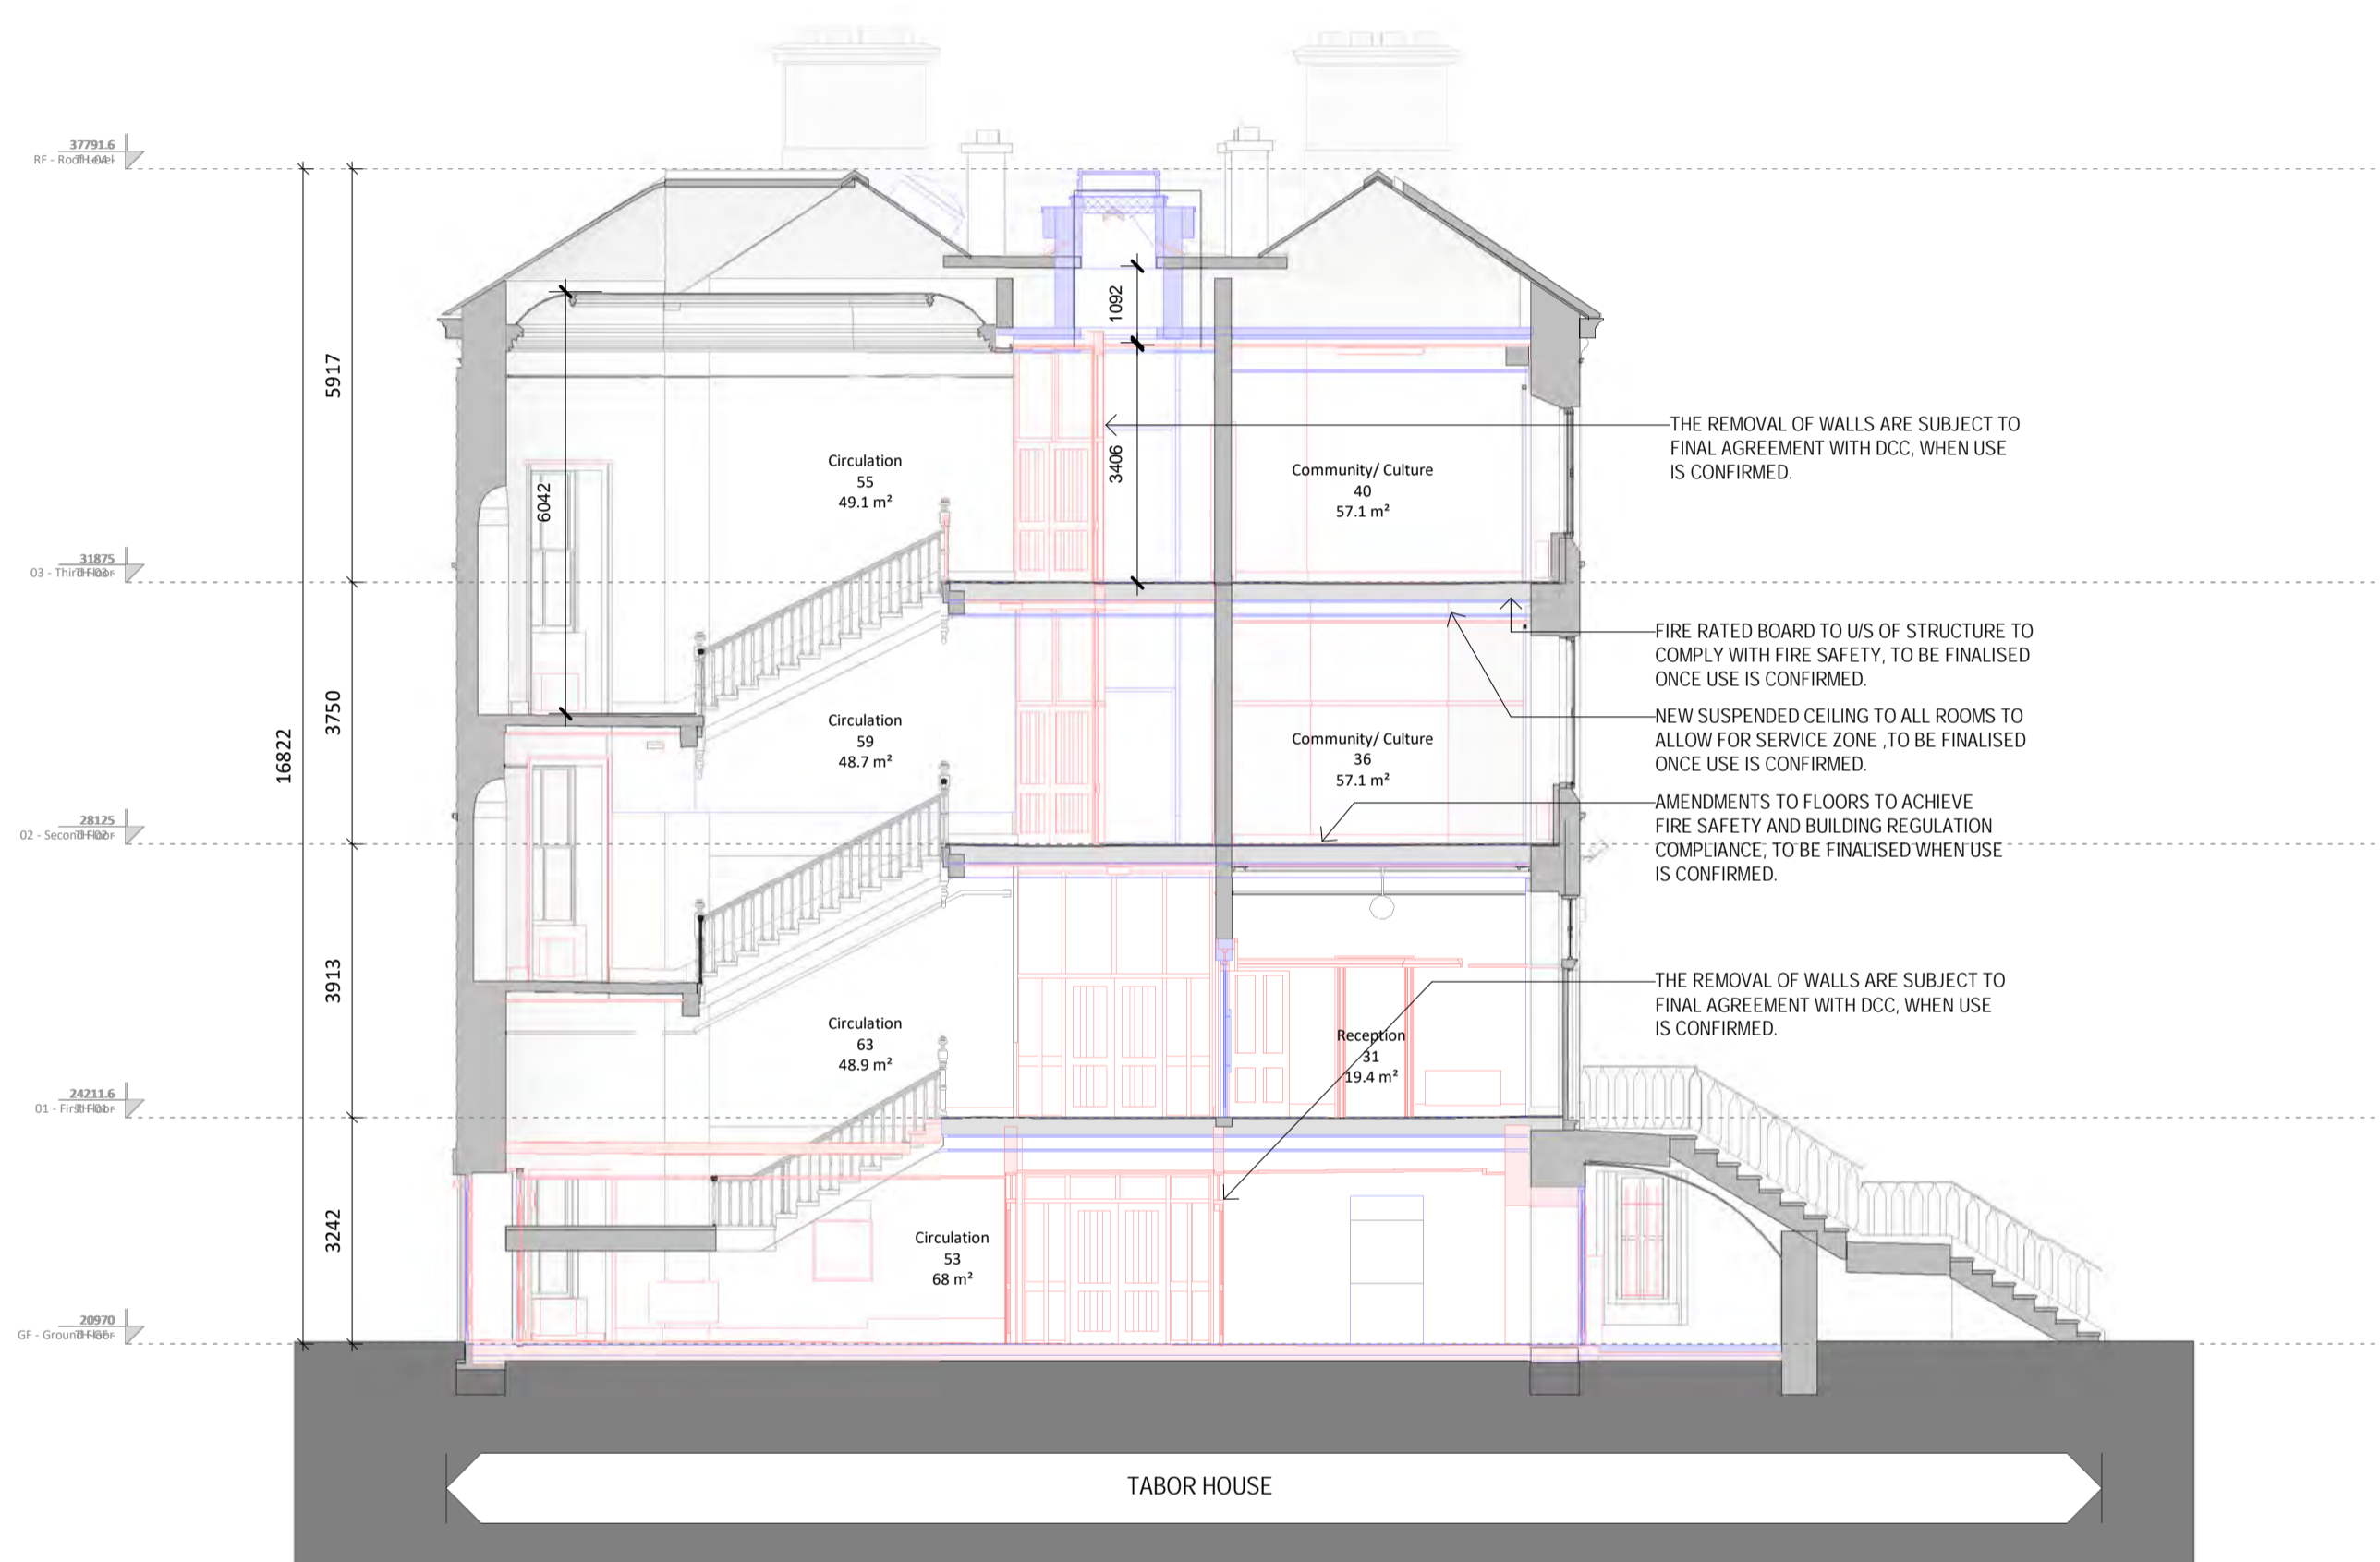 37791.6
RF - Roof Level
5917
1092
3406
6042
Circulation
55
49.1 m²
Community/ Culture
40
57.1 m²
THE REMOVAL OF WALLS ARE SUBJECT TO
FINAL AGREEMENT WITH DCC, WHEN USE
IS CONFIRMED.
31875
03 - Third Floor
FIRE RATED BOARD TO U/S OF STRUCTURE TO
COMPLY WITH FIRE SAFETY, TO BE FINALISED
ONCE USE IS CONFIRMED.
NEW SUSPENDED CEILING TO ALL ROOMS TO
ALLOW FOR SERVICE ZONE ,TO BE FINALISED
ONCE USE IS CONFIRMED.
3750
16822
Circulation
59
48.7 m²
Community/ Culture
36
57.1 m²
AMENDMENTS TO FLOORS TO ACHIEVE
FIRE SAFETY AND BUILDING REGULATION
COMPLIANCE, TO BE FINALISED WHEN USE
IS CONFIRMED.
28125
02 - Second Floor
3913
THE REMOVAL OF WALLS ARE SUBJECT TO
FINAL AGREEMENT WITH DCC, WHEN USE
IS CONFIRMED.
Circulation
63
48.9 m²
Reception
31
19.4 m²
24211.6
01 - First Floor
3242
Circulation
53
68 m²
20970
GF - Ground Floor
TABOR HOUSE